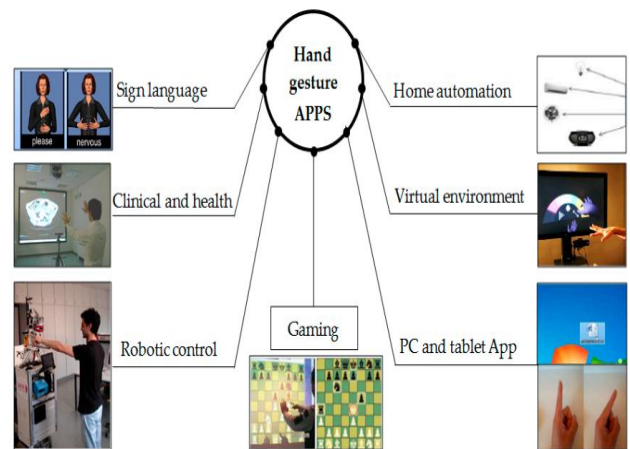 Hand
gesture
APPS
Sign language
please
nervous
Home automation
Clinical and health
Virtual environment
Robotic control
Gaming
PC and tablet App